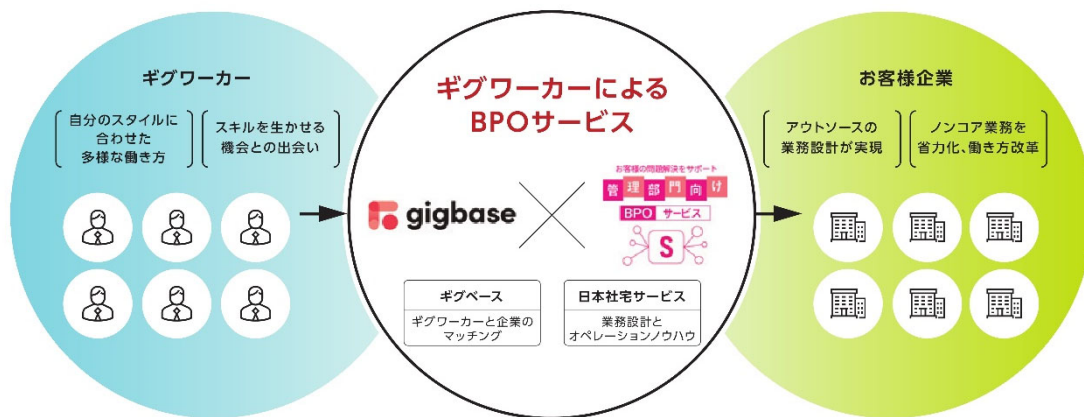 ギグワーカー
自分のスタイルに
合わせた
多様な働き方
スキルを生かせる
機会との出会い
ギグワーカーによる
BPOサービス
gigbase
お客様の問題解決をサポート
管理部門向け
BPO サービス
S
ギグベース
ギグワーカーと企業の
マッチング
日本社宅サービス
業務設計と
オペレーションノウハウ
お客様企業
アウトソースの
業務設計が実現
ノンコア業務を
省力化、働き方改革